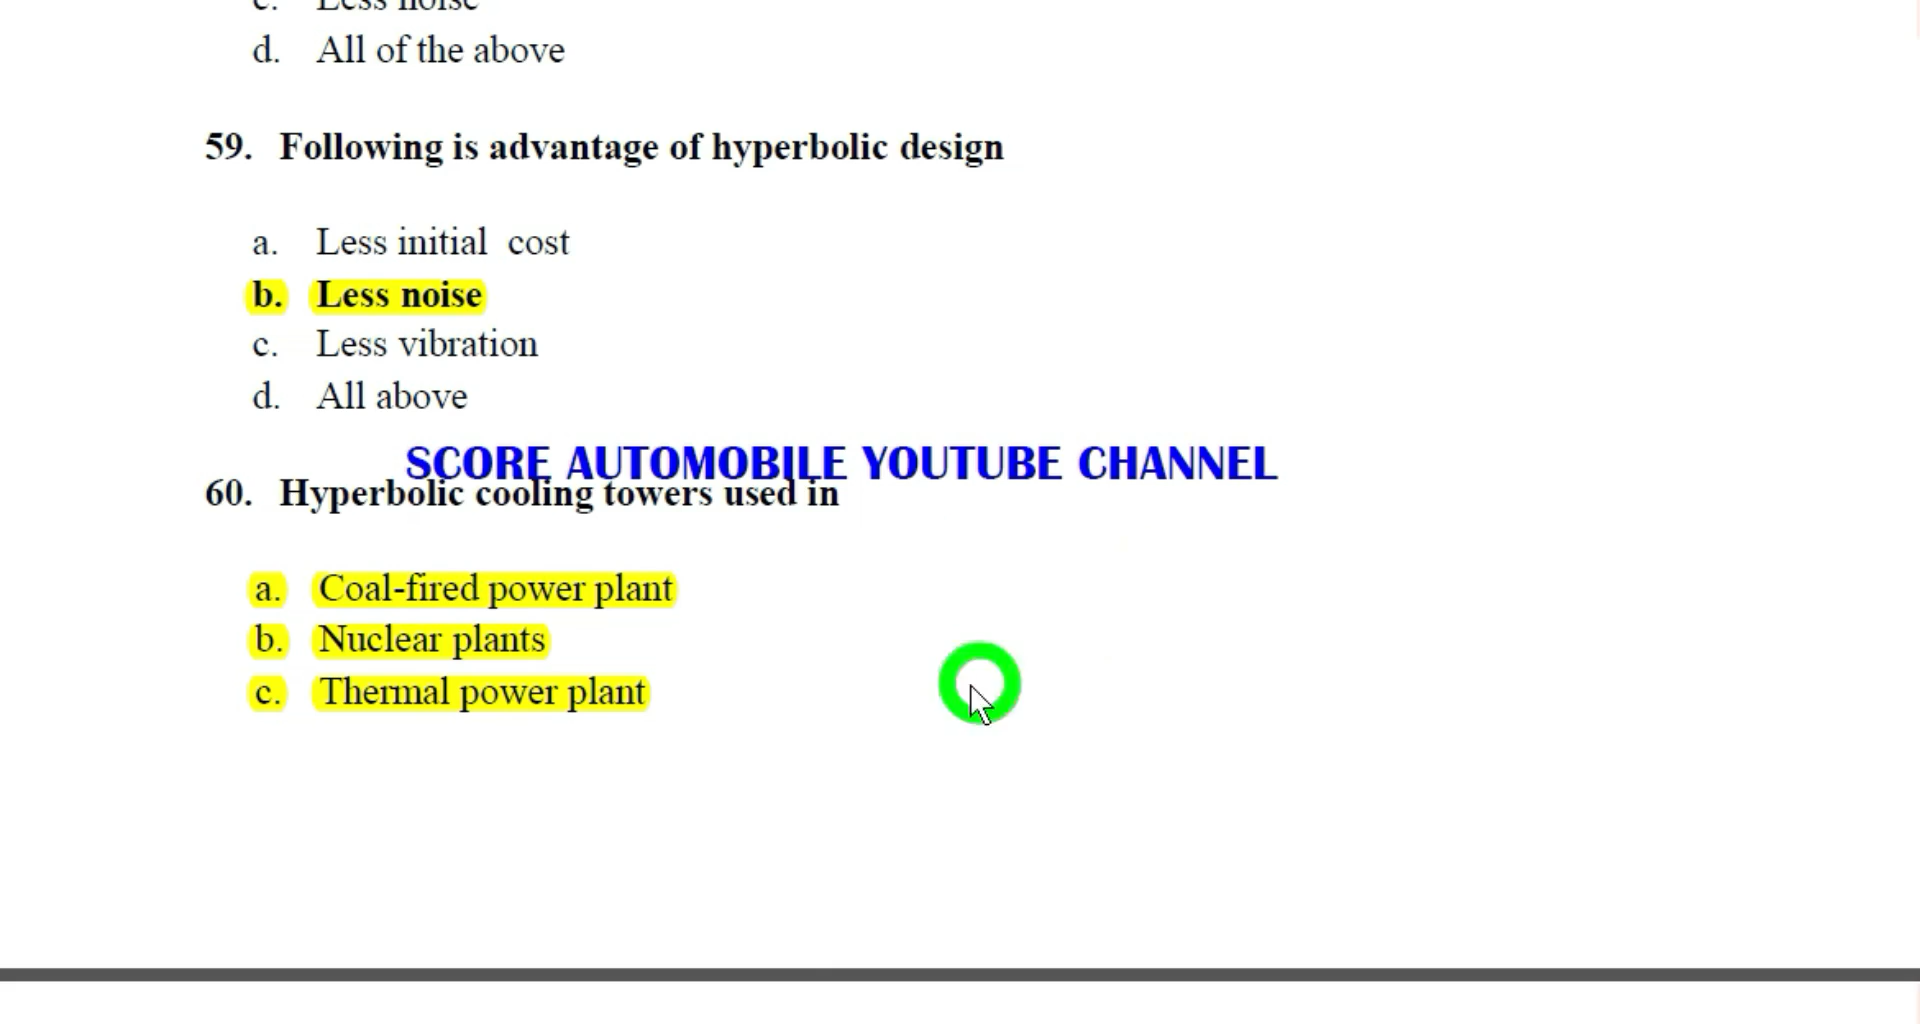 c. Less noise
d. All of the above
59. Following is advantage of hyperbolic design
a. Less initial cost
b. Less noise
c. Less vibration
d. All above
SCORE AUTOMOBILE YOUTUBE CHANNEL
60. Hyperbolic cooling towers used in
a. Coal-fired power plant
b. Nuclear plants
c. Thermal power plant